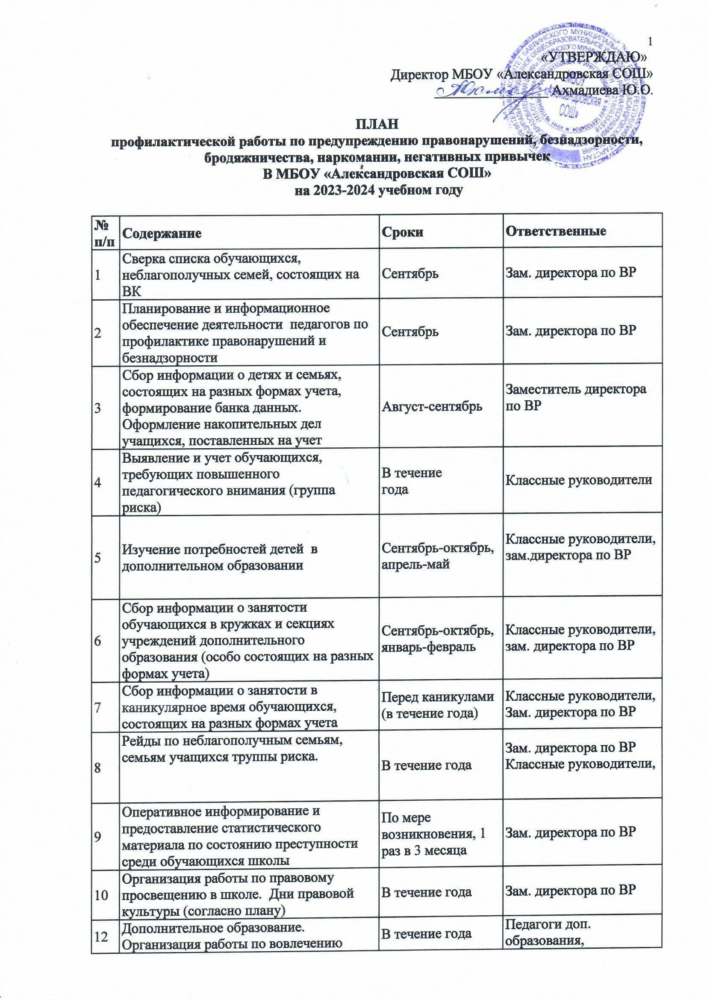 1
«УТВЕРЖДАЮ»
Директор МБОУ «Александровская СОШ»
Ахмадиева Ю.О.
МБОУ
«Александровская
СОШ»
ПЛАН
профилактической работы по предупреждению правонарушений, безнадзорности,
бродяжничества, наркомании, негативных привычек
В МБОУ «Александровская СОШ»
на 2023-2024 учебном году
№
п/п
Содержание
Сроки
Ответственные
1
Сверка списка обучающихся,
неблагополучных семей, состоящих на
ВК
Сентябрь
Зам. директора по ВР
2
Планирование и информационное
обеспечение деятельности  педагогов по
профилактике правонарушений и
безнадзорности
Сентябрь
Зам. директора по ВР
3
Сбор информации о детях и семьях,
состоящих на разных формах учета,
формирование банка данных.
Оформление накопительных дел
учащихся, поставленных на учет
Август-сентябрь
Заместитель директора
по ВР
4
Выявление и учет обучающихся,
требующих повышенного
педагогического внимания (группа
риска)
В течение
года
Классные руководители
5
Изучение потребностей детей  в
дополнительном образовании
Сентябрь-октябрь,
апрель-май
Классные руководители,
зам.директора по ВР
6
Сбор информации о занятости
обучающихся в кружках и секциях
учреждений дополнительного
образования (особо состоящих на разных
формах учета)
Сентябрь-октябрь,
январь-февраль
Классные руководители,
зам. директора по ВР
7
Сбор информации о занятости в
каникулярное время обучающихся,
состоящих на разных формах учета
Перед каникулами
(в течение года)
Классные руководители,
Зам. директора по ВР
8
Рейды по неблагополучным семьям,
семьям учащихся труппы риска.
В течение года
Зам. директора по ВР
Классные руководители,
9
Оперативное информирование и
предоставление статистического
материала по состоянию преступности
среди обучающихся школы
По мере
возникновения, 1
раз в 3 месяца
Зам. директора по ВР
10
Организация работы по правовому
просвещению в школе.  Дни правовой
культуры (согласно плану)
В течение года
Зам. директора по ВР
12
Дополнительное образование.
Организация работы по вовлечению
В течение года
Педагоги доп.
образования,